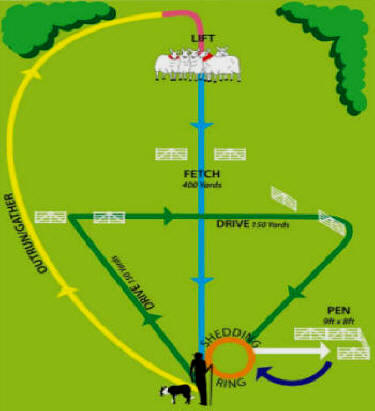 LIFT
FETCH
400 Yards
OUTRUN/GATHER
DRIVE 150 Yards
DRIVE 150 Yards
PEN
9ft x 8ft
SHEDDING
RING